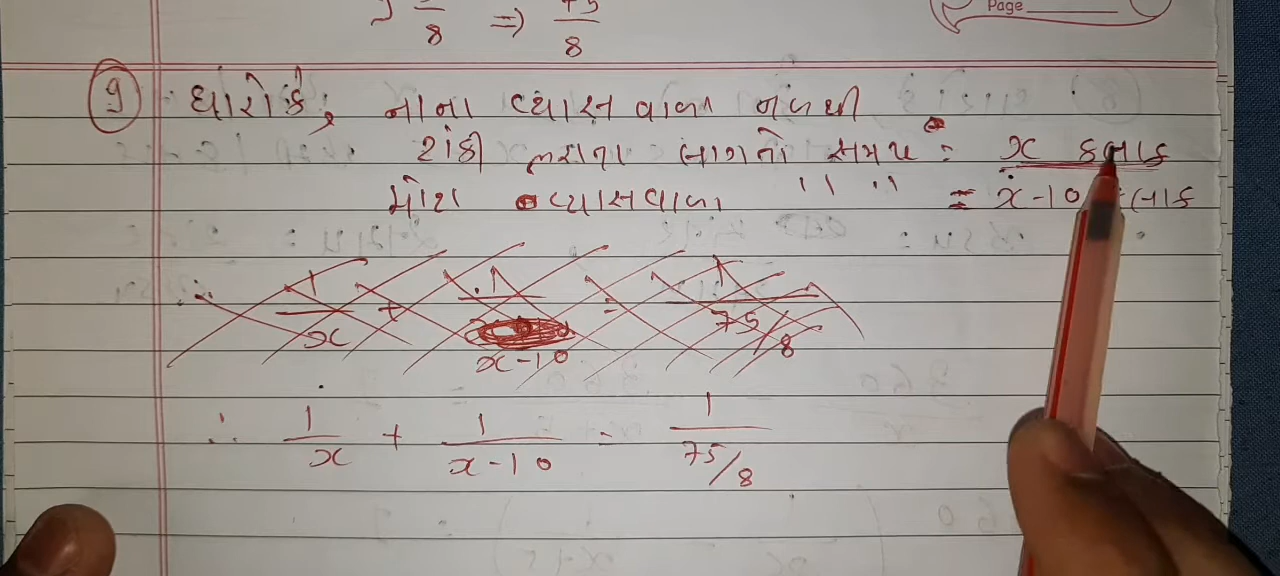 8 ⇒ 75/8
Page
9 ધારોકે, નાના વ્યાસ વાળા નળથી
ટાંકી ભરાતા લાગતો સમય = x કલાક
મોટા વ્યાસવાળા " " = x-10 કલાક
1/x + 1/x-10 = 1/75/8
∴ 1/x + 1/x-10 = 1/75/8